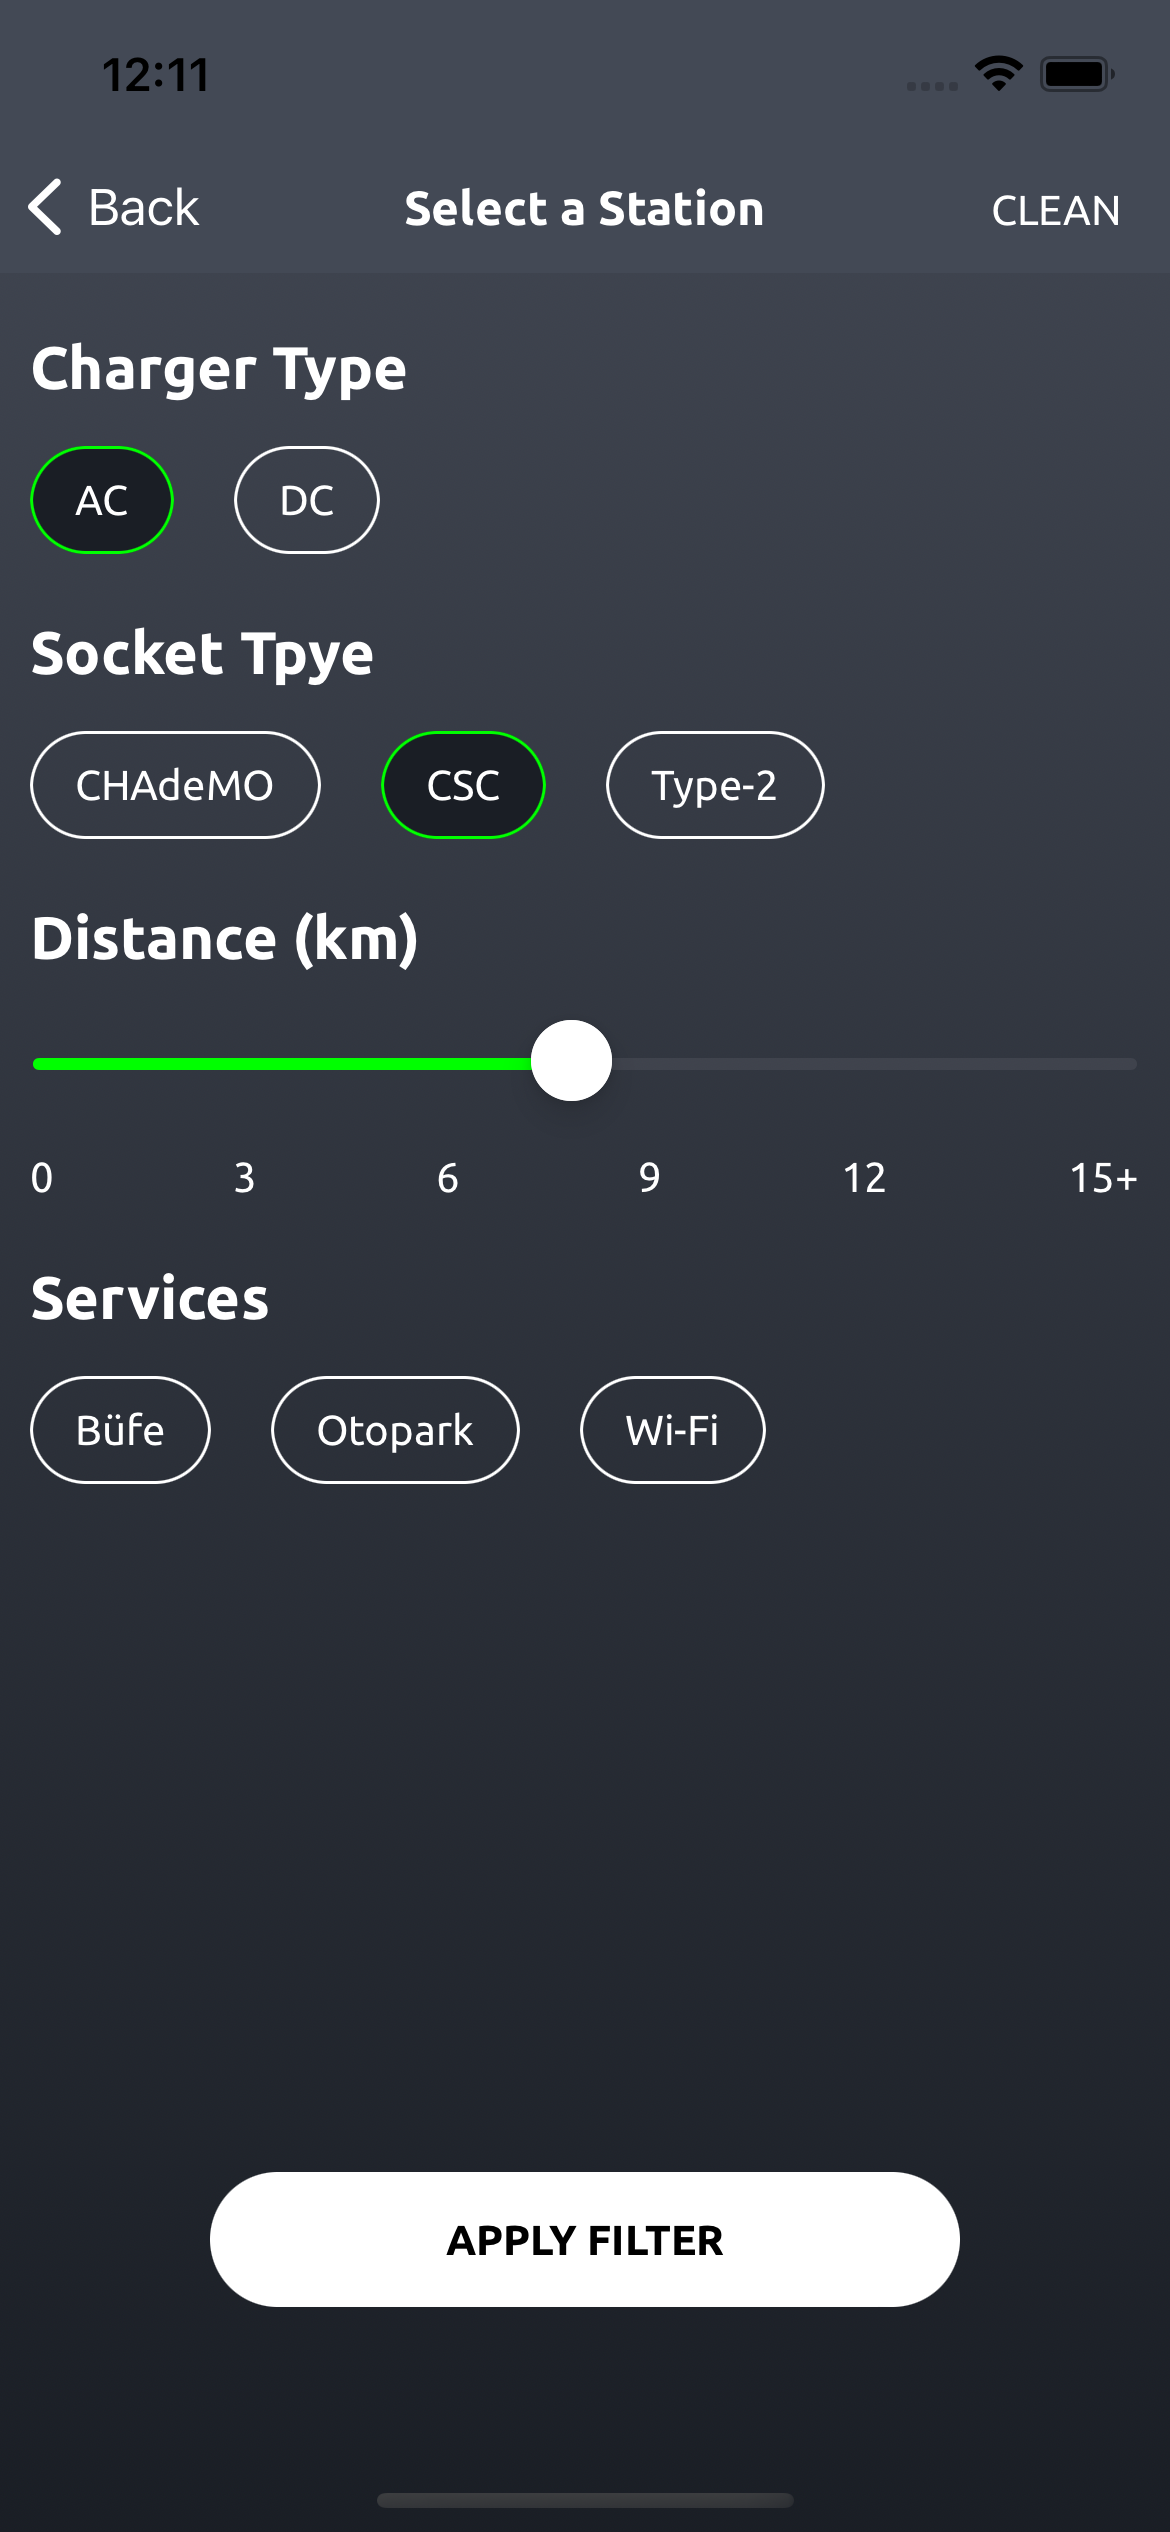 12:11
Back Select a Station CLEAN
Charger Type
AC DC
Socket Tpye
CHAdeMO CSC Type-2
Distance (km)
0 3 6 9 12 15+
Services
Büfe Otopark Wi-Fi
APPLY FILTER